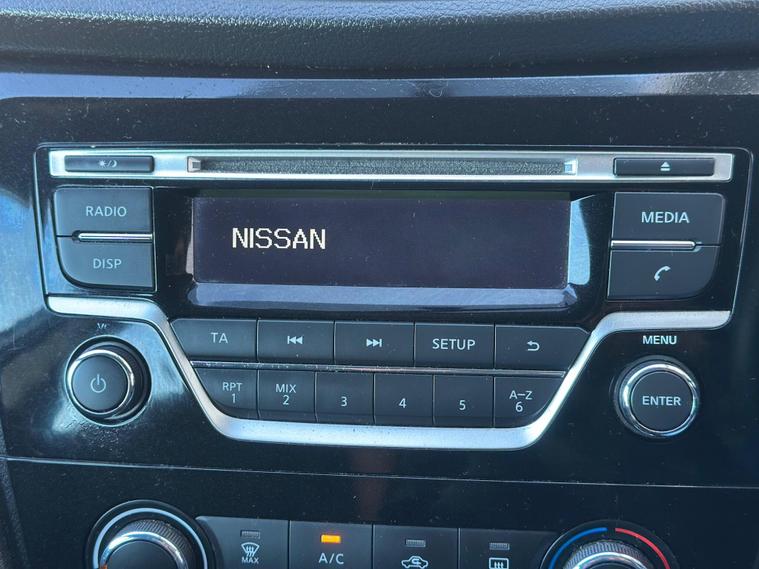 RADIO
MEDIA
NISSAN
DISP
TA
SETUP
MENU
RPT
1
MIX
2
3
4
5
A-Z
6
ENTER
MAX
A/C